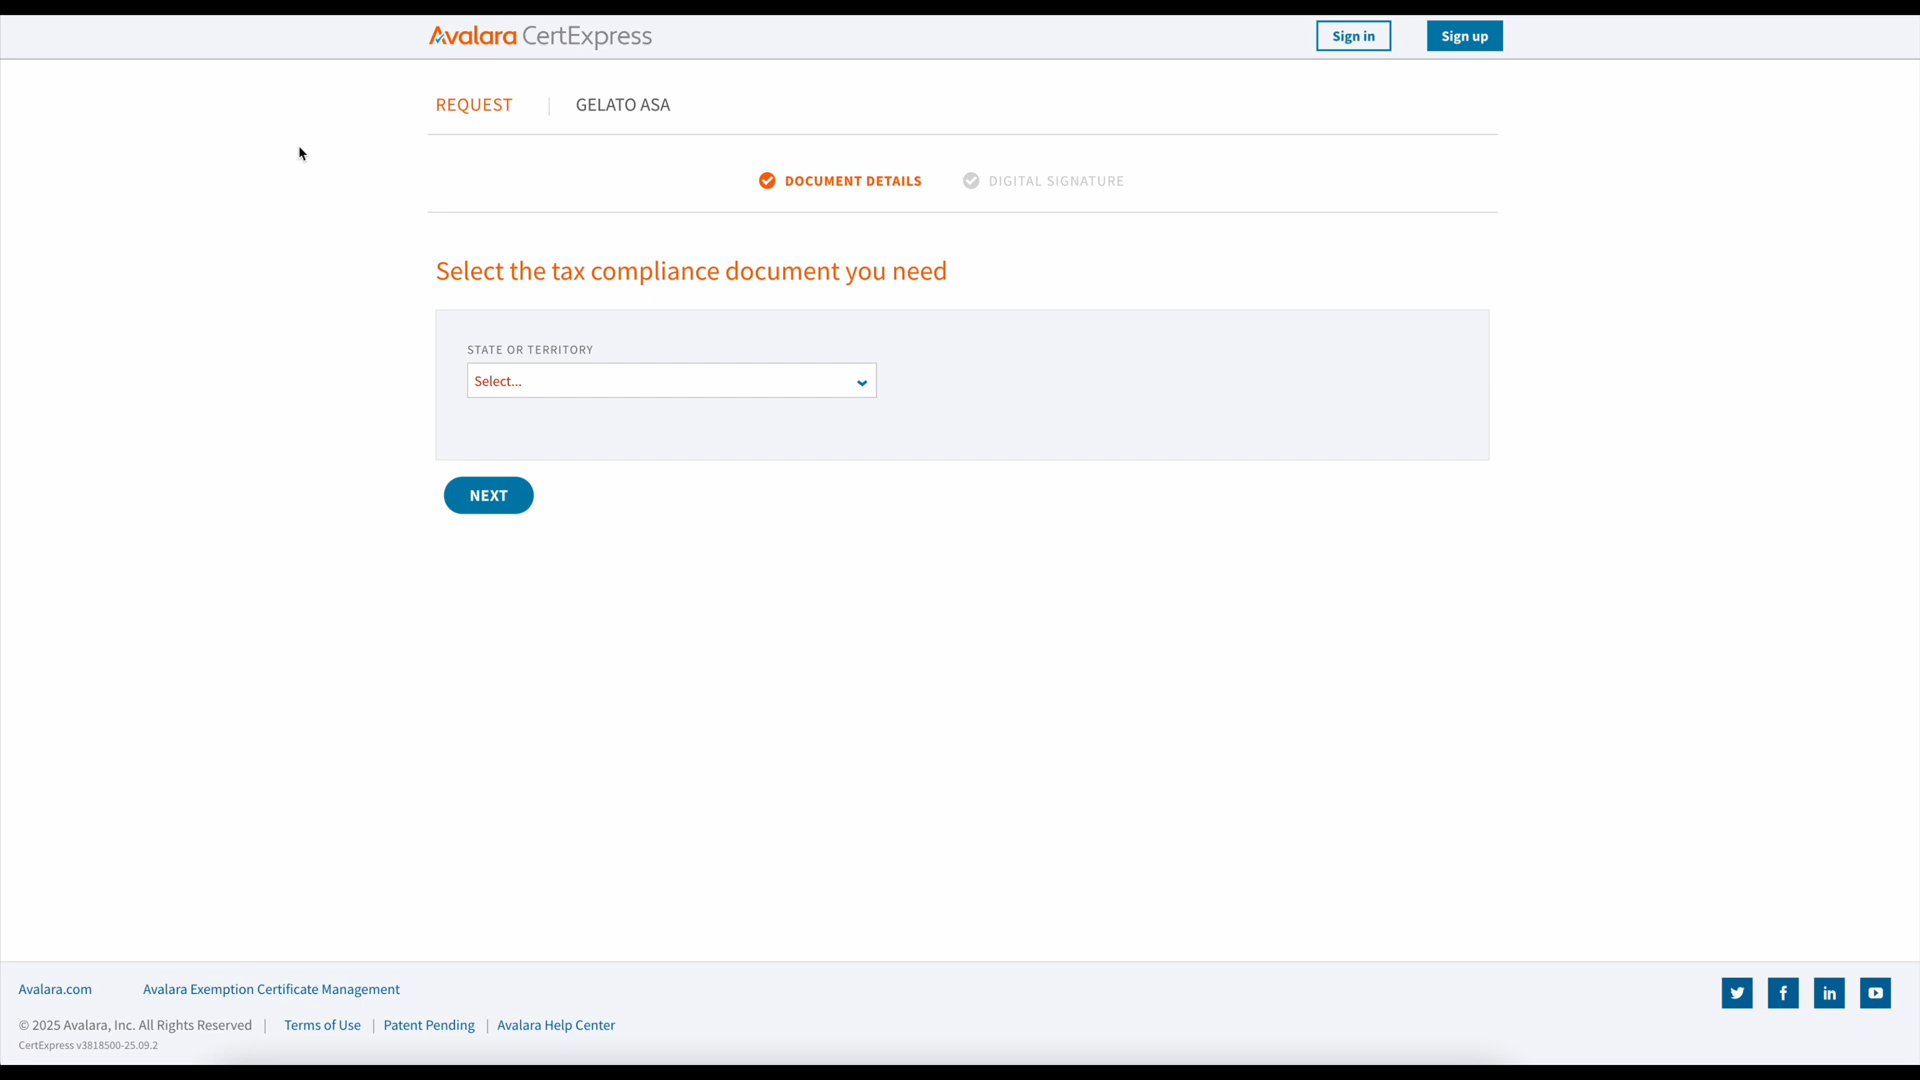 Avalara CertExpress
Sign in
Sign up
REQUEST | GELATO ASA
DOCUMENT DETAILS
DIGITAL SIGNATURE
Select the tax compliance document you need
STATE OR TERRITORY
Select...
NEXT
Avalara.com
Avalara Exemption Certificate Management
© 2025 Avalara, Inc. All Rights Reserved | Terms of Use | Patent Pending | Avalara Help Center
CertExpress v3818500-25.09.2